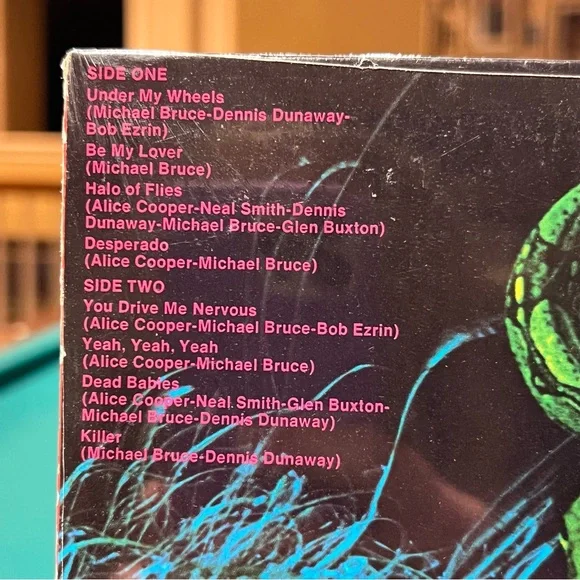 SIDE ONE
Under My Wheels
(Michael Bruce-Dennis Dunaway-
Bob Ezrin)
Be My Lover
(Michael Bruce)
Halo of Flies
(Alice Cooper-Neal Smith-Dennis
Dunaway-Michael Bruce-Glen Buxton)
Desperado
(Alice Cooper-Michael Bruce)
SIDE TWO
You Drive Me Nervous
(Alice Cooper-Michael Bruce-Bob Ezrin)
Yeah, Yeah, Yeah
(Alice Cooper-Michael Bruce)
Dead Babies
(Alice Cooper-Neal Smith-Glen Buxton-
Michael Bruce-Dennis Dunaway)
Killer
(Michael Bruce-Dennis Dunaway)